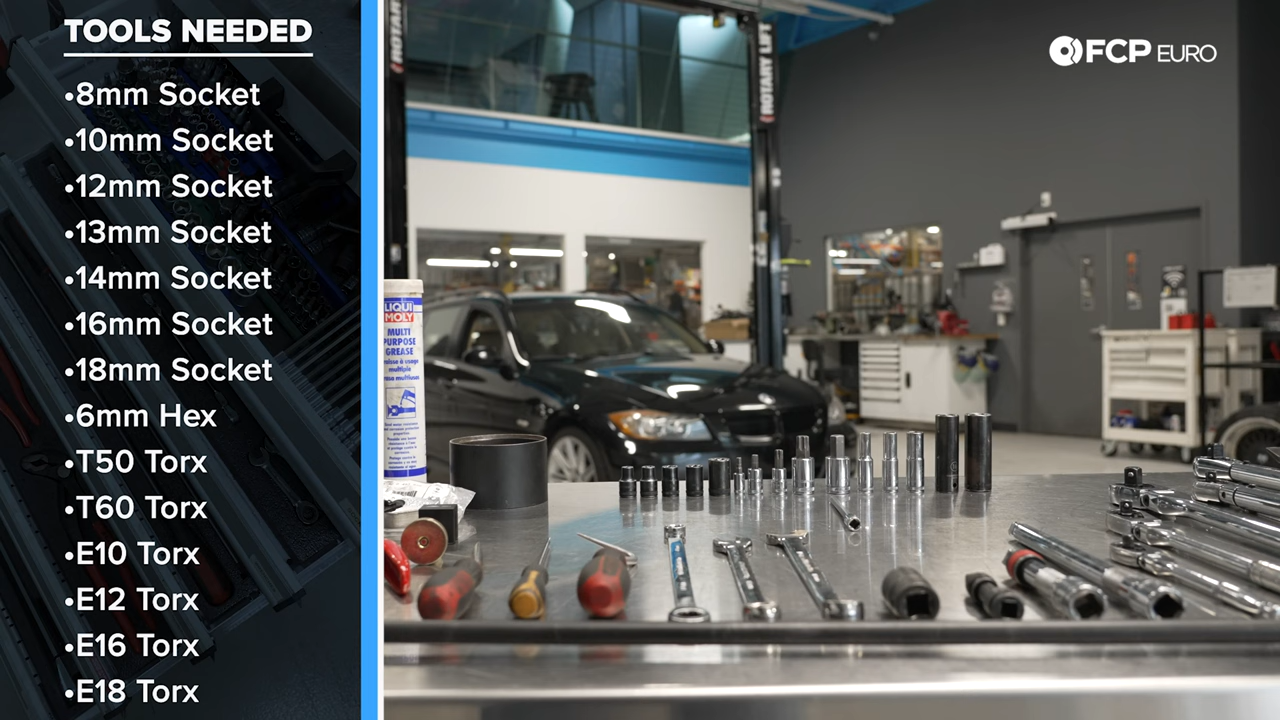 TOOLS NEEDED
•8mm Socket
•10mm Socket
•12mm Socket
•13mm Socket
•14mm Socket
•16mm Socket
•18mm Socket
•6mm Hex
•T50 Torx
•T60 Torx
•E10 Torx
•E12 Torx
•E16 Torx
•E18 Torx
FCP EURO
ROTARY LIFT
ROTAR
LIQUI
MOLY
MULTI
PURPOSE
GREASE
multiple